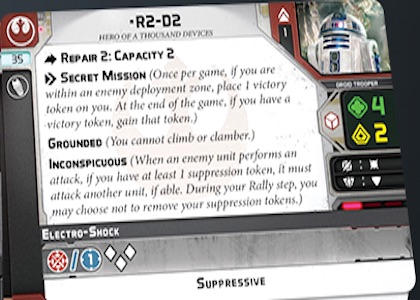 •R2-D2
HERO OF A THOUSAND DEVICES
1
35
REPAIR 2: CAPACITY 2
SECRET MISSION (Once per game, if you are
within an enemy deployment zone, place 1 victory
token on you. At the end of the game, if you have a
victory token, gain that token.)
GROUNDED (You cannot climb or clamber.)
INCONSPICUOUS (When an enemy unit performs an
attack, if you have at least 1 suppression token, it must
attack another unit, if able. During your Rally step, you
may choose not to remove your suppression tokens.)
DROID TROOPER
4
2
ELECTRO-SHOCK
/ 1
SUPPRESSIVE